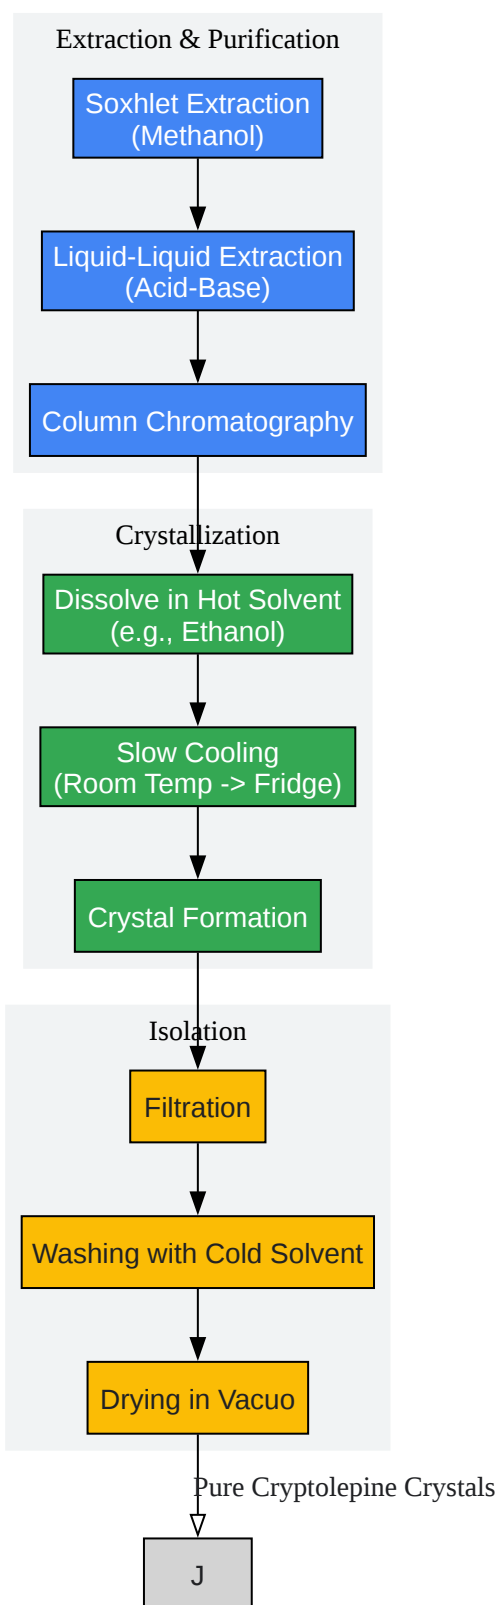 Extraction & Purification
Soxhlet Extraction
(Methanol)
Liquid-Liquid Extraction
(Acid-Base)
Column Chromatography
Crystallization
Dissolve in Hot Solvent
(e.g., Ethanol)
Slow Cooling
(Room Temp -> Fridge)
Crystal Formation
Isolation
Filtration
Washing with Cold Solvent
Drying in Vacuo
Pure Cryptolepine Crystals
J